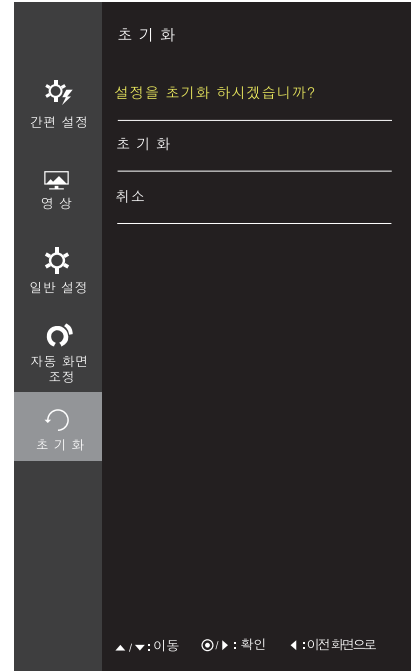 초 기 화
설정을 초기화 하시겠습니까?
초 기 화
취소
간편 설정
영 상
일반 설정
자동 화면
조정
초 기 화
▲/▼:이동 ⦿/▶:확인 ◀:이전화면으로